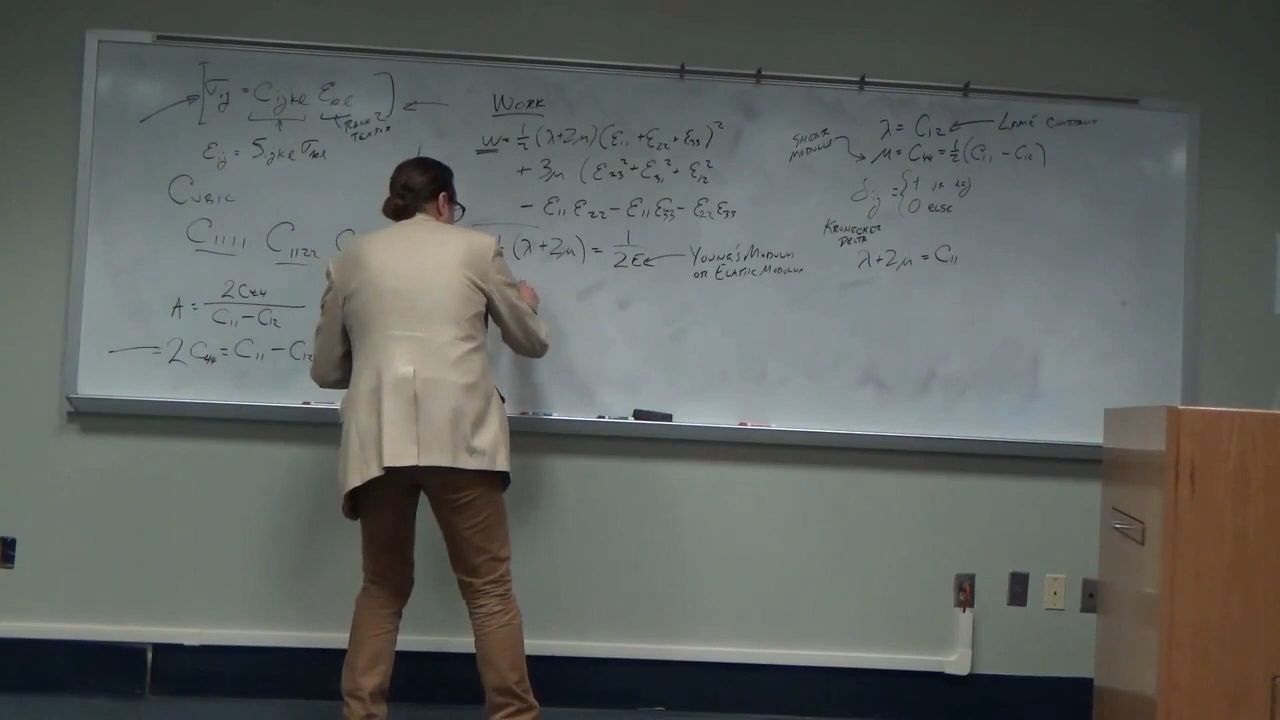 [σij = Cijkl εkl]
RANK 2
TENSOR
εij = Sijkl σkl
CUBIC
C1111 C1122 C
A = 2C44 / (C11 - C12)
= 2C44 = C11 - C12
WORK
w = 1/2 (λ+2μ)(ε11 + ε22 + ε33)²
+ 3μ (ε23² + ε31² + ε12²
- ε11 ε22 - ε11 ε33 - ε22 ε33
(λ+2μ) = 1/2E ← YOUNG'S MODULUS
OR ELASTIC MODULUS
λ = C12 ← LAMÉ CONSTANT
SHEAR
MODULUS
μ = C44 = 1/2 (C11 - C12)
δij = {1 if i=j
0 ELSE
KRONECKER
DELTA
λ+2μ = C11